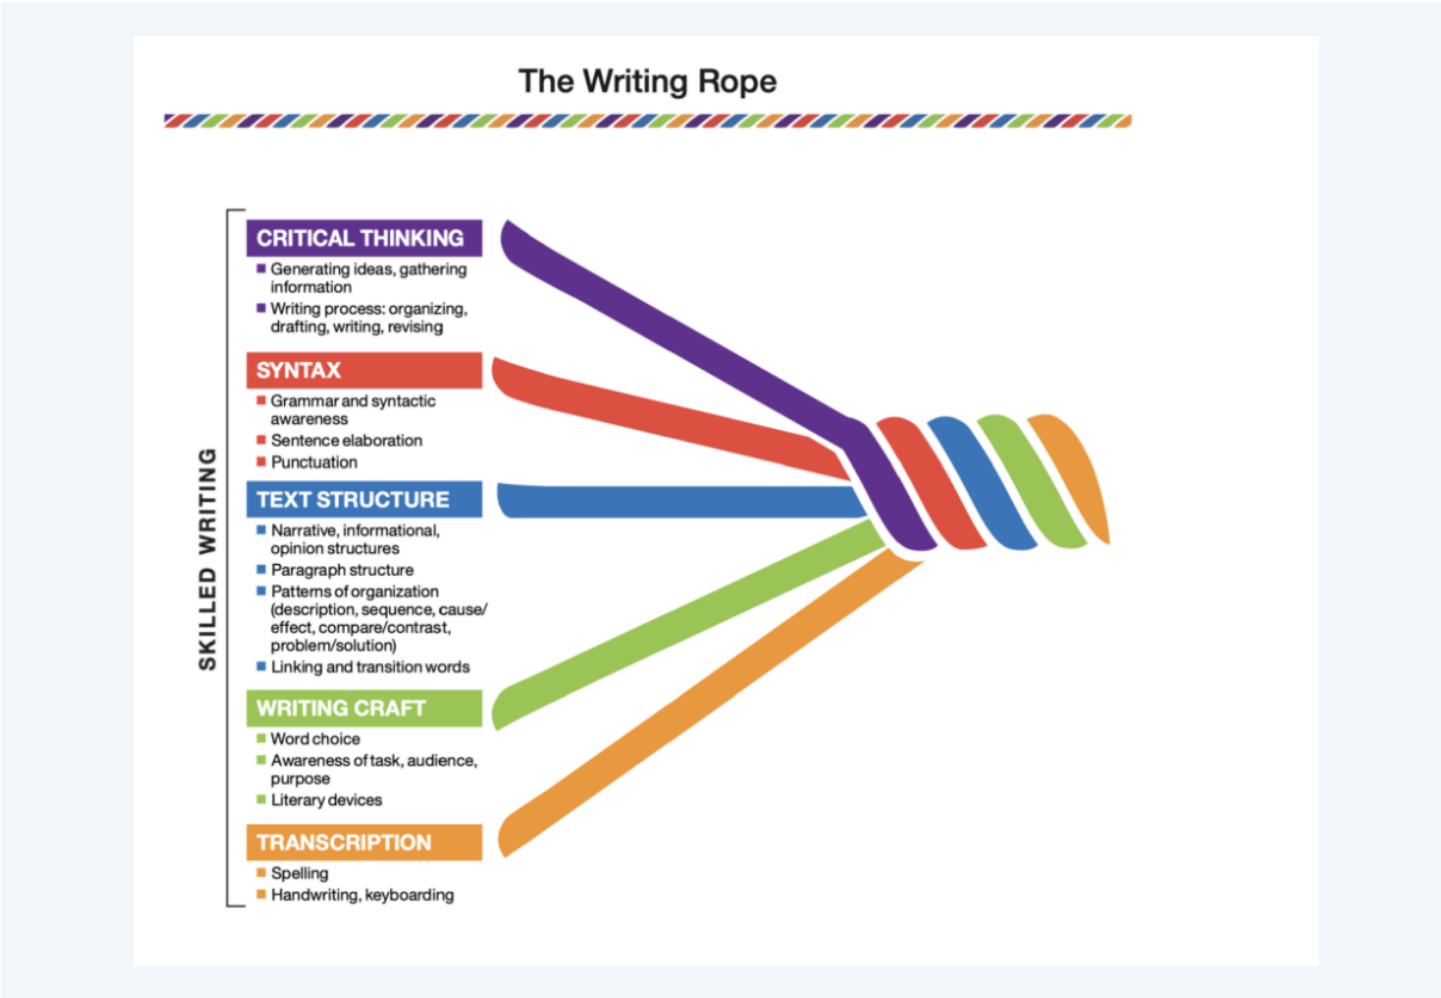 The Writing Rope
SKILLED WRITING
CRITICAL THINKING
Generating ideas, gathering
information
Writing process: organizing,
drafting, writing, revising
SYNTAX
Grammar and syntactic
awareness
Sentence elaboration
Punctuation
TEXT STRUCTURE
Narrative, informational,
opinion structures
Paragraph structure
Patterns of organization
(description, sequence, cause/
effect, compare/contrast,
problem/solution)
Linking and transition words
WRITING CRAFT
Word choice
Awareness of task, audience,
purpose
Literary devices
TRANSCRIPTION
Spelling
Handwriting, keyboarding